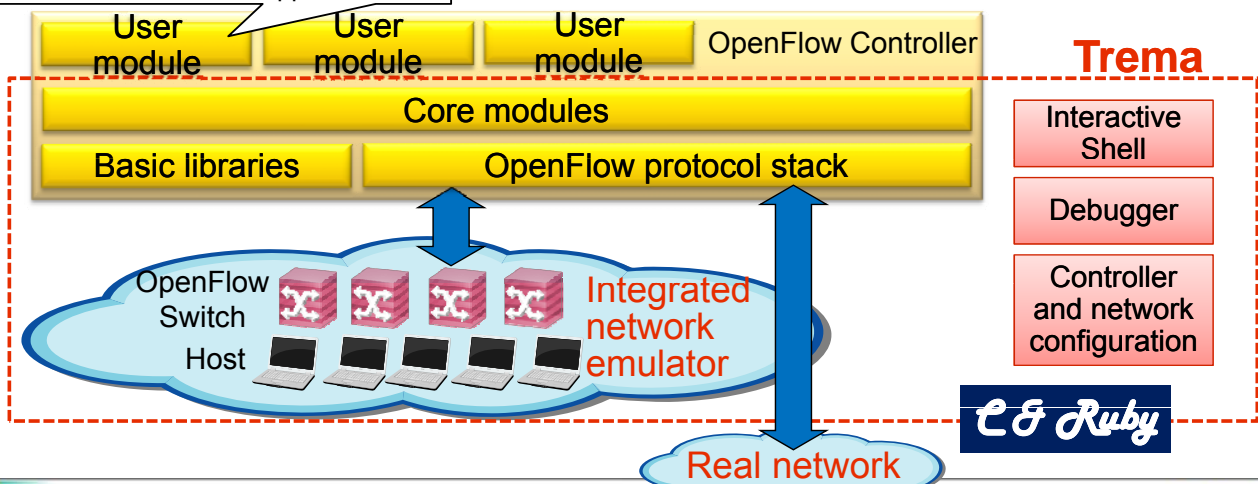 User
module
User
module
User
module
OpenFlow Controller
Trema
Core modules
Basic libraries
OpenFlow protocol stack
Interactive
Shell
Debugger
Controller
and network
configuration
OpenFlow
Switch
Host
Integrated
network
emulator
C & Ruby
Real network